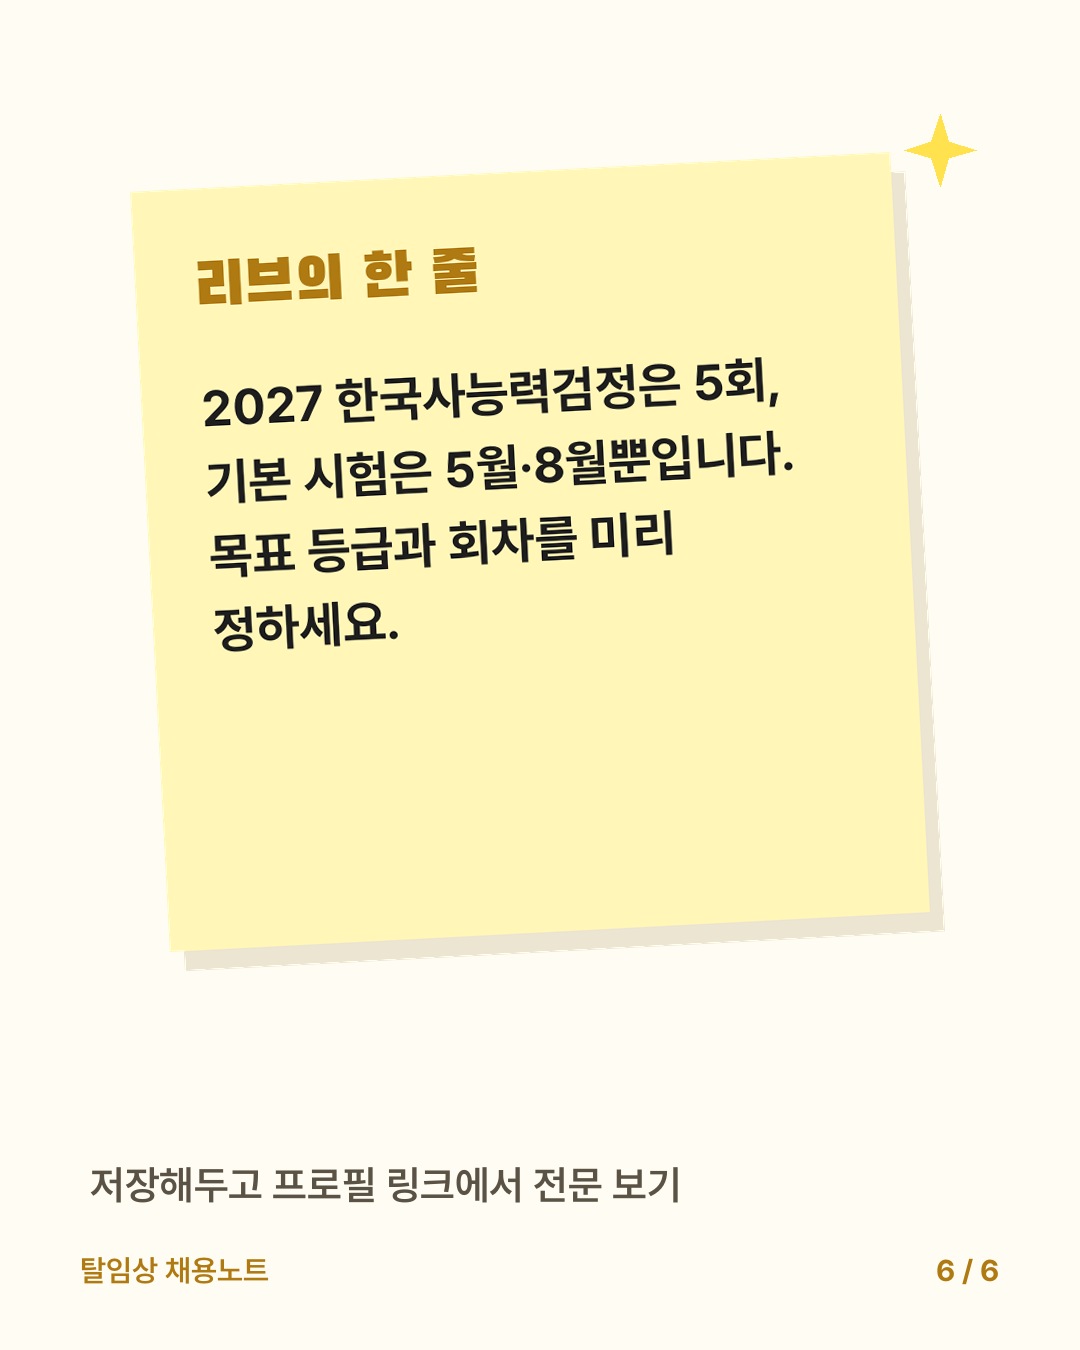 리브의 한 줄
2027 한국사능력검정은 5회,
기본 시험은 5월·8월뿐입니다.
목표 등급과 회차를 미리
정하세요.
저장해두고 프로필 링크에서 전문 보기
탈임상 채용노트
6 / 6